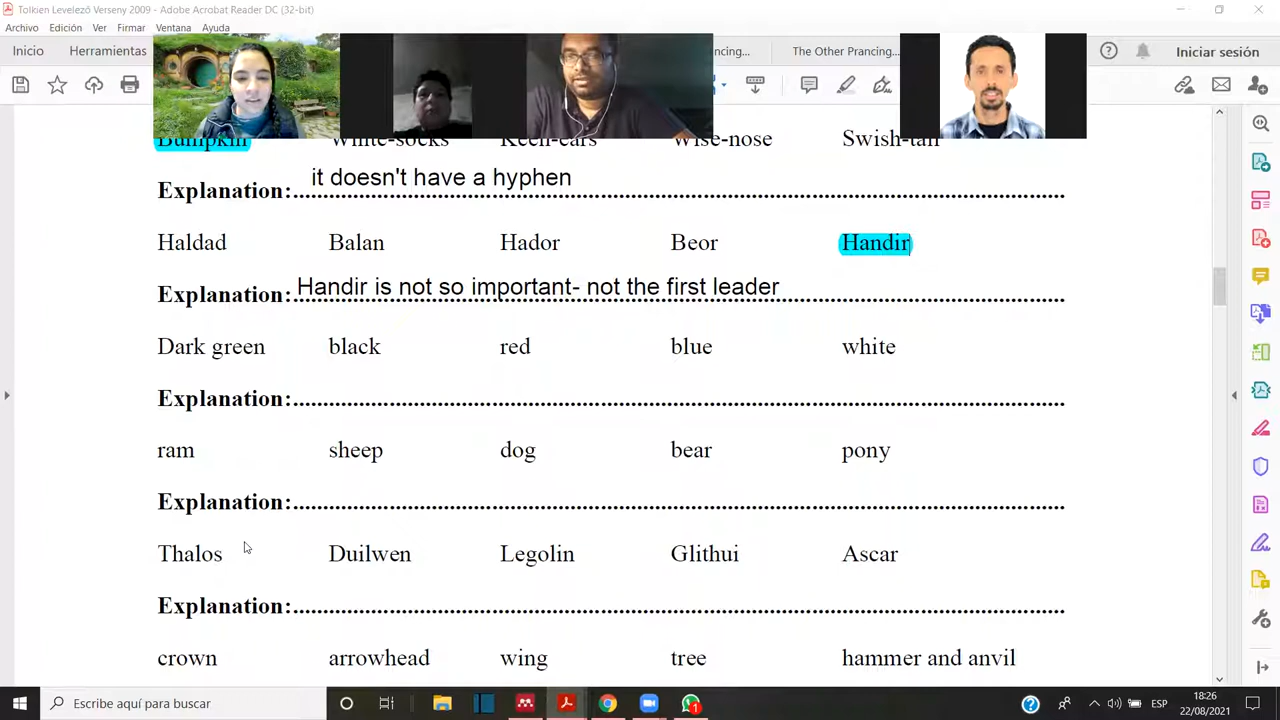 Tolkien Levelező Verseny 2009 - Adobe Acrobat Reader DC (32-bit)
Archivo Edición Ver Firmar Ventana Ayuda
Inicio Herramientas The Other Prancing... Iniciar sesión
Bumpkin White-socks Keen-ears Wise-nose Swish-tail
it doesn't have a hyphen
Explanation:
Haldad Balan Hador Beor Handir
Handir is not so important- not the first leader
Explanation:
Dark green black red blue white
Explanation:
ram sheep dog bear pony
Explanation:
Thalos Duilwen Legolin Glithui Ascar
Explanation:
crown arrowhead wing tree hammer and anvil
Escribe aquí para buscar
1
ESP
18:26
22/08/2021